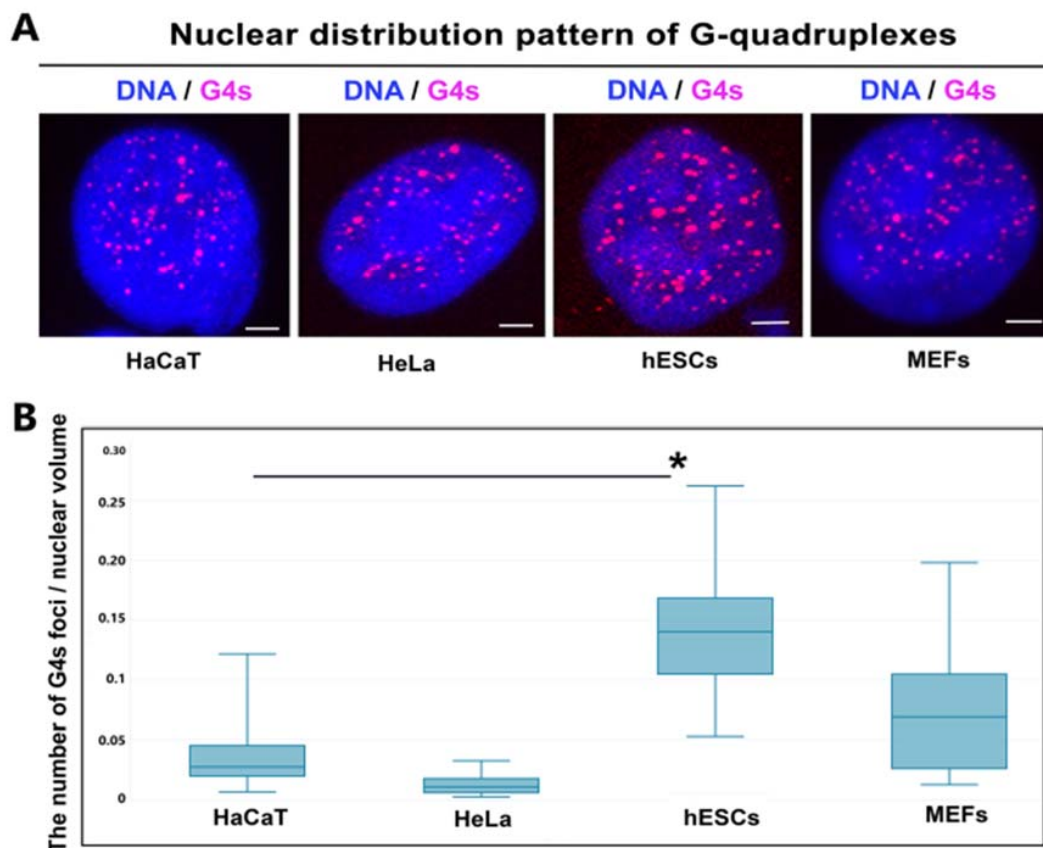 A
Nuclear distribution pattern of G-quadruplexes
DNA / G4s DNA / G4s DNA / G4s DNA / G4s
HaCaT HeLa hESCs MEFs
B
The number of G4s foci / nuclear volume
*
0.30
0.25
0.20
0.15
0.1
0.05
0
HaCaT HeLa hESCs MEFs